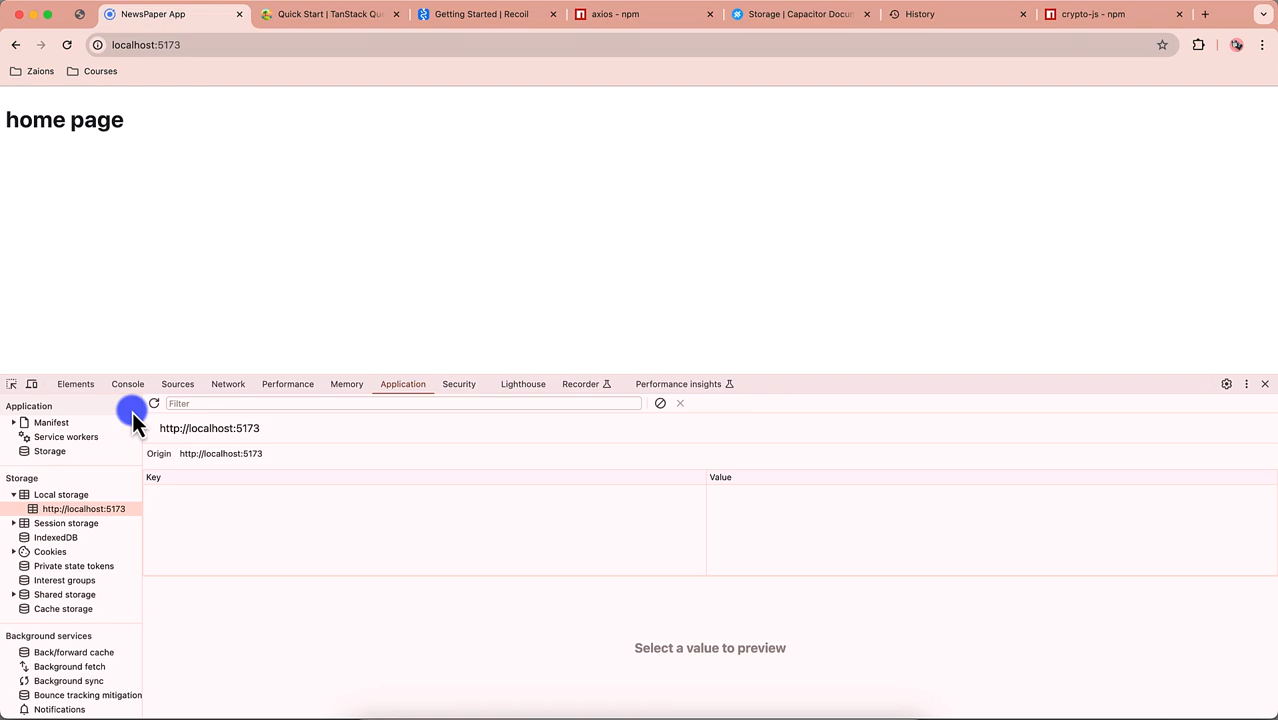 NewsPaper App
Quick Start | TanStack Qu
Getting Started | Recoil
axios - npm
Storage | Capacitor Docu
History
crypto-js - npm
localhost:5173
Zaions
Courses
home page
Elements
Console
Sources
Network
Performance
Memory
Application
Security
Lighthouse
Recorder
Performance insights
Application
Manifest
Service workers
Storage
Storage
Local storage
http://localhost:5173
Session storage
IndexedDB
Cookies
Private state tokens
Interest groups
Shared storage
Cache storage
Background services
Back/forward cache
Background fetch
Background sync
Bounce tracking mitigation
Notifications
Filter
http://localhost:5173
Origin http://localhost:5173
Key
Value
Select a value to preview